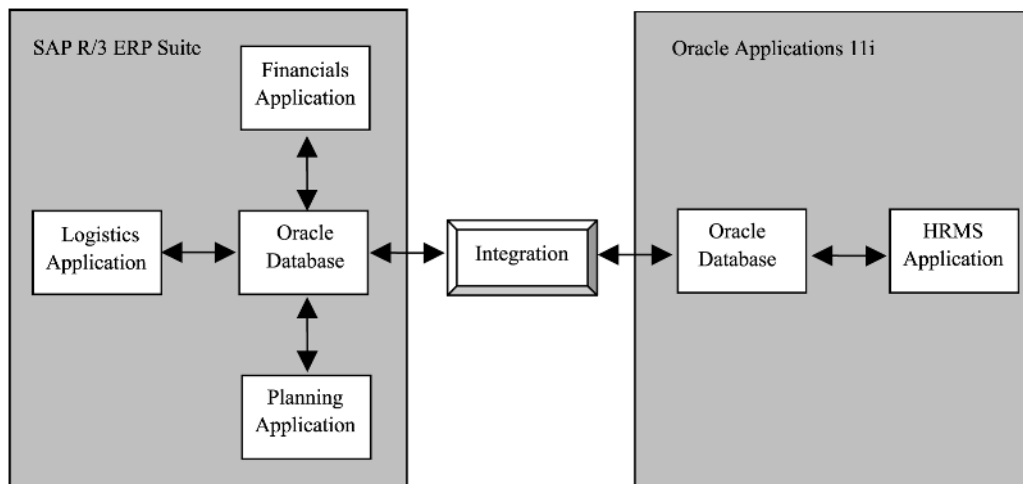 SAP R/3 ERP Suite
Financials
Application
Logistics
Application
Oracle
Database
Planning
Application
Integration
Oracle Applications 11i
Oracle
Database
HRMS
Application